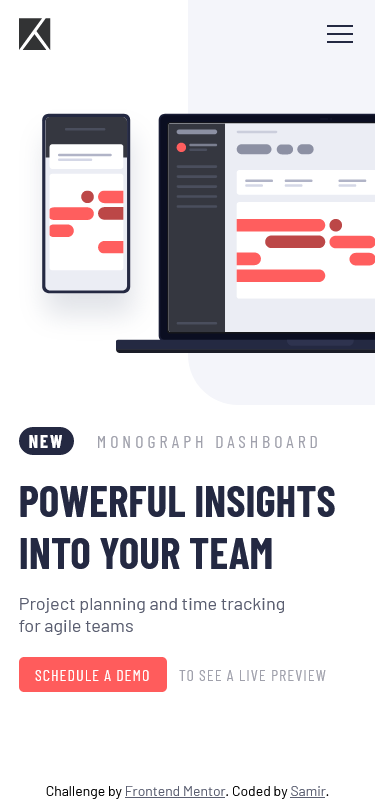 NEW MONOGRAPH DASHBOARD
POWERFUL INSIGHTS
INTO YOUR TEAM
Project planning and time tracking
for agile teams
SCHEDULE A DEMO TO SEE A LIVE PREVIEW
Challenge by Frontend Mentor. Coded by Samir.